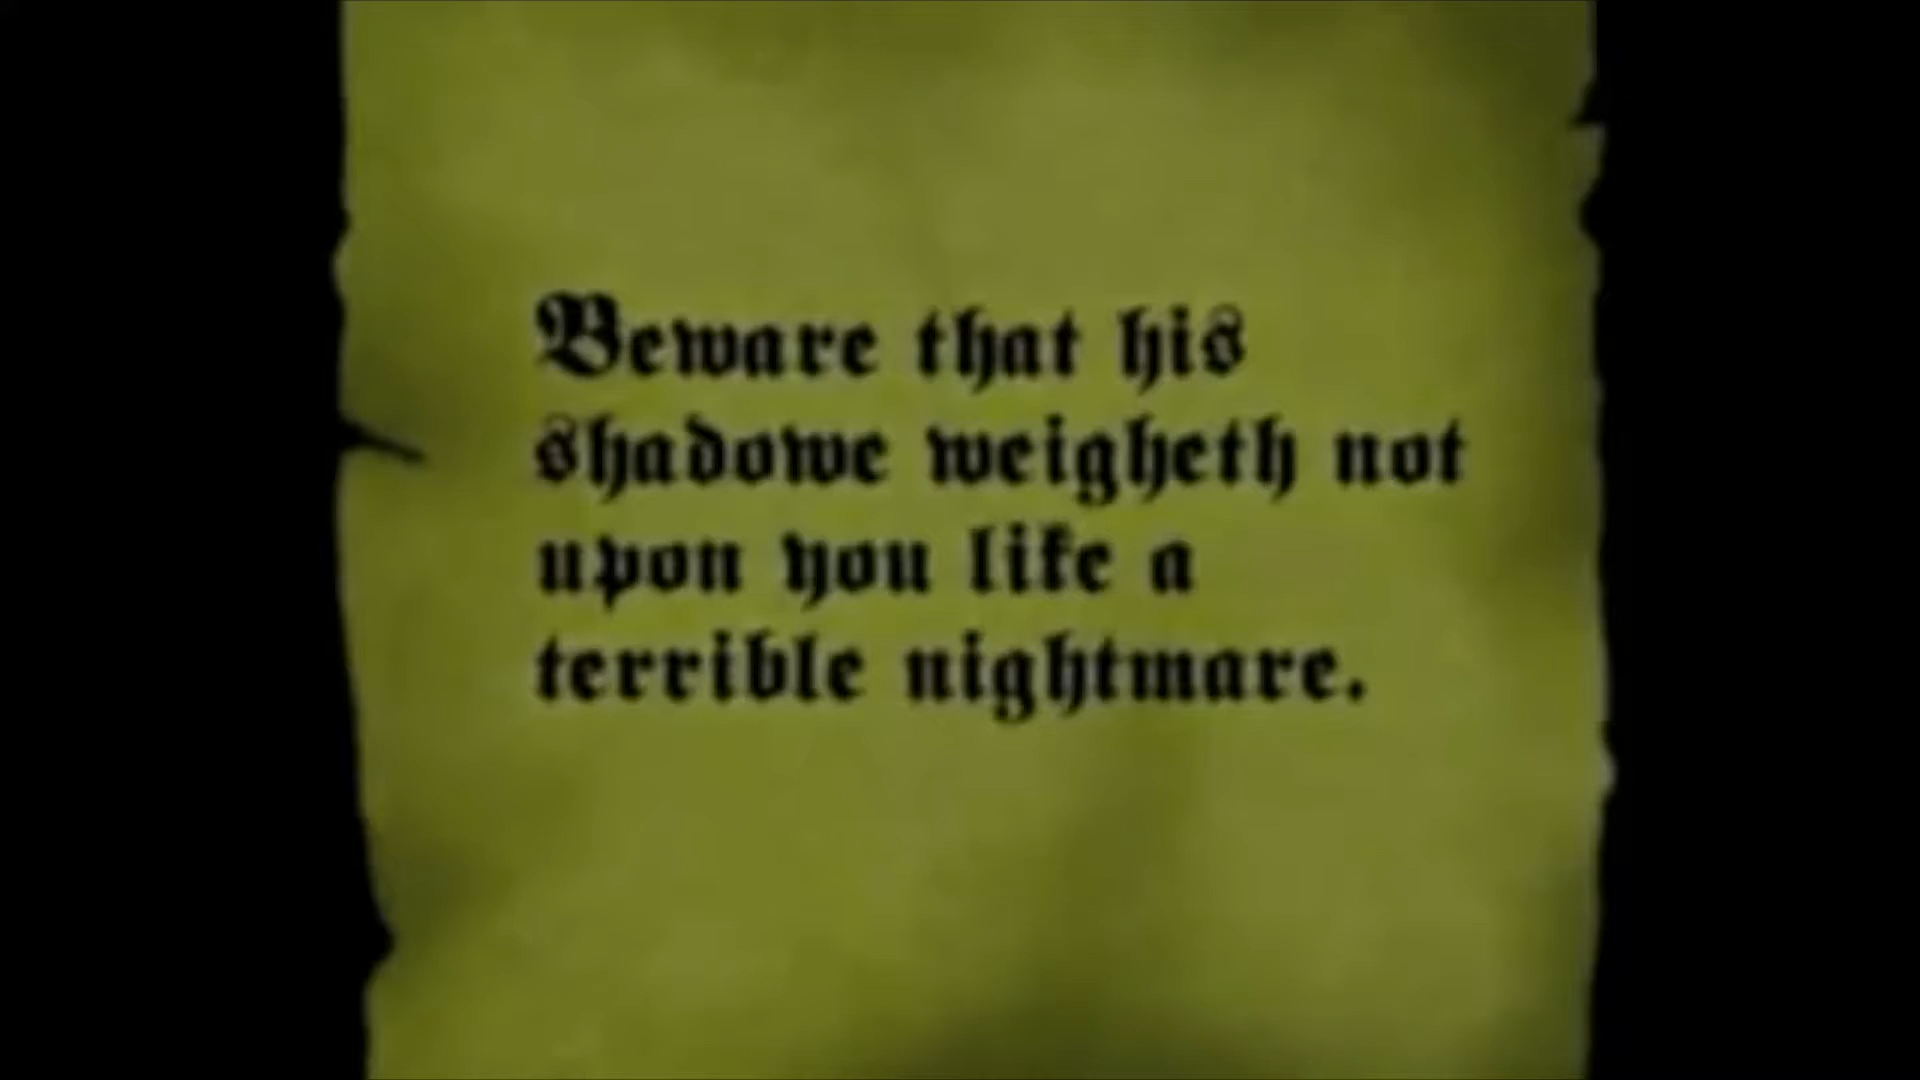 Beware that his
shadowe weigheth not
upon you like a
terrible nightmare.